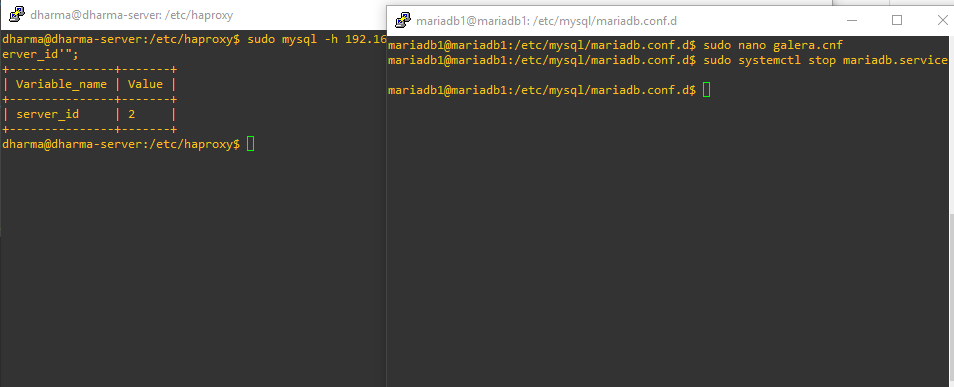 dharma@dharma-server: /etc/haproxy
dharma@dharma-server:/etc/haproxy$ sudo mysql -h 192.16
erver_id'";
+---------------+-------+
| Variable_name | Value |
+---------------+-------+
| server_id     | 2     |
+---------------+-------+
dharma@dharma-server:/etc/haproxy$
mariadb1@mariadb1: /etc/mysql/mariadb.conf.d
mariadb1@mariadb1:/etc/mysql/mariadb.conf.d$ sudo nano galera.cnf
mariadb1@mariadb1:/etc/mysql/mariadb.conf.d$ sudo systemctl stop mariadb.service
mariadb1@mariadb1:/etc/mysql/mariadb.conf.d$